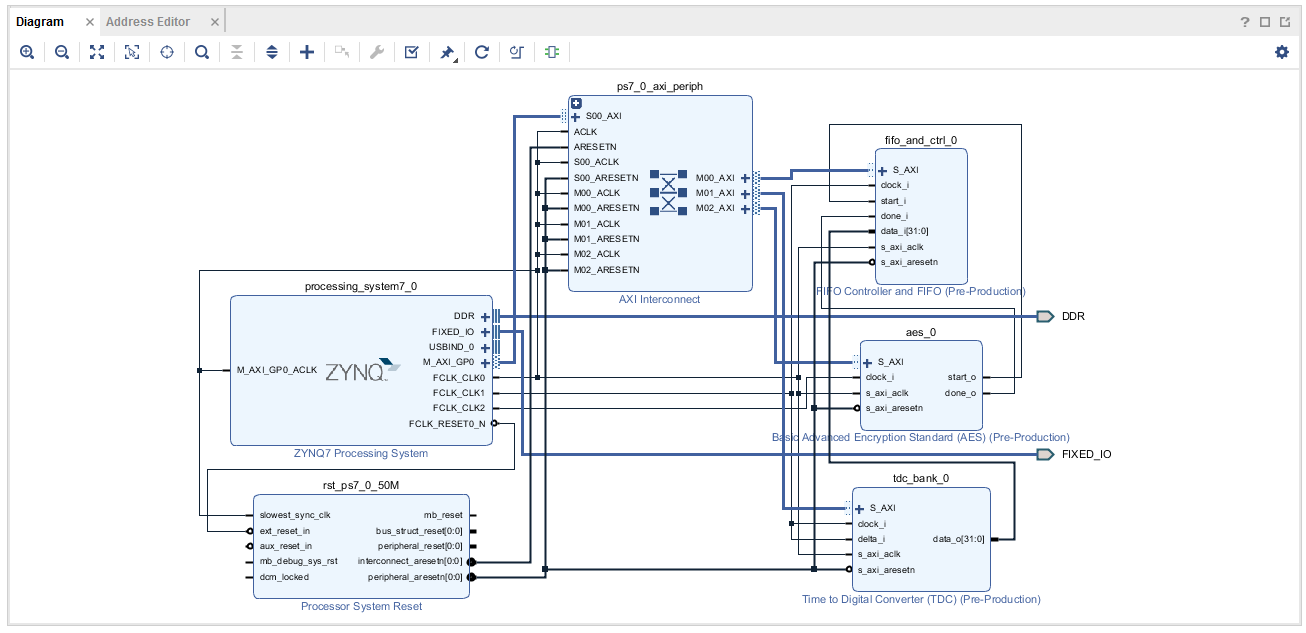 Diagram
Address Editor
ps7_0_axi_periph
S00_AXI
ACLK
ARESETN
S00_ACLK
S00_ARESETN
M00_ACLK
M00_ARESETN
M01_ACLK
M01_ARESETN
M02_ACLK
M02_ARESETN
M00_AXI
M01_AXI
M02_AXI
AXI Interconnect
fifo_and_ctrl_0
S_AXI
clock_i
start_i
done_i
data_i[31:0]
s_axi_aclk
s_axi_aresetn
FIFO Controller and FIFO (Pre-Production)
processing_system7_0
M_AXI_GP0_ACLK
ZYNQ
DDR
FIXED_IO
USBIND_0
M_AXI_GP0
FCLK_CLK0
FCLK_CLK1
FCLK_CLK2
FCLK_RESET0_N
ZYNQ7 Processing System
DDR
aes_0
S_AXI
clock_i
s_axi_aclk
s_axi_aresetn
start_o
done_o
Basic Advanced Encryption Standard (AES) (Pre-Production)
FIXED_IO
rst_ps7_0_50M
slowest_sync_clk
ext_reset_in
aux_reset_in
mb_debug_sys_rst
dcm_locked
mb_reset
bus_struct_reset[0:0]
peripheral_reset[0:0]
interconnect_aresetn[0:0]
peripheral_aresetn[0:0]
Processor System Reset
tdc_bank_0
S_AXI
clock_i
delta_i
s_axi_aclk
s_axi_aresetn
data_o[31:0]
Time to Digital Converter (TDC) (Pre-Production)